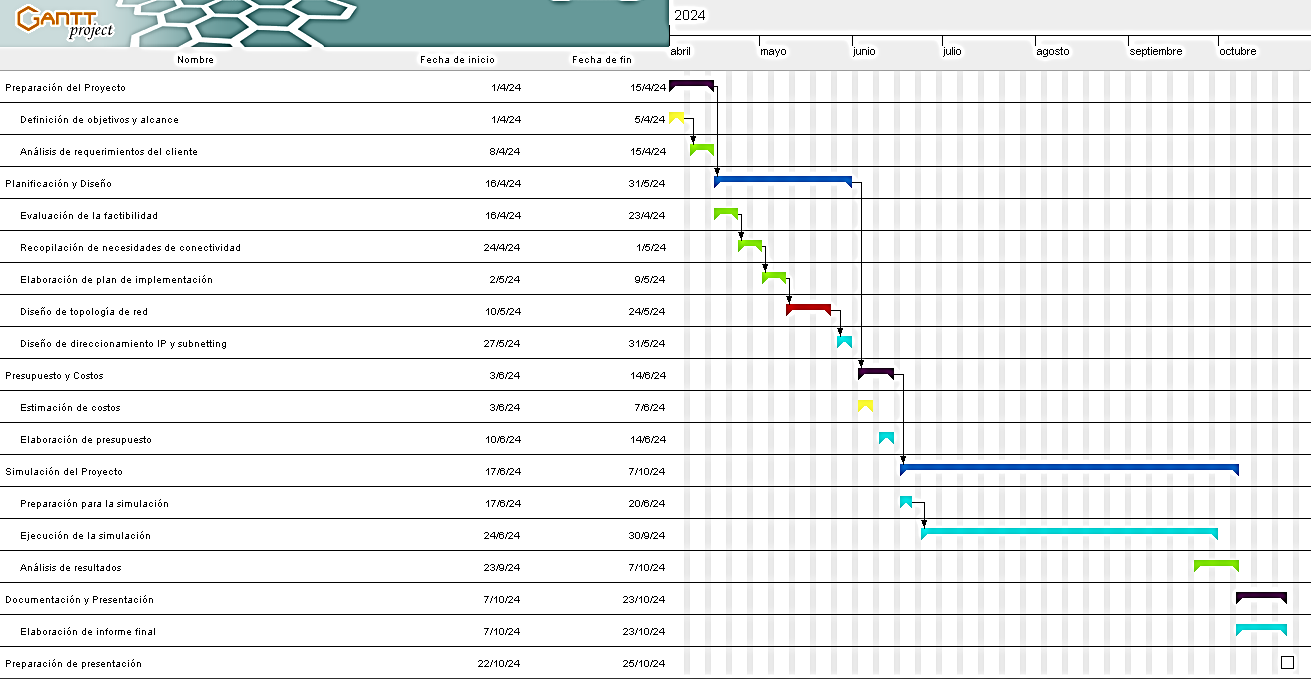 GANTT
project
2024
abril mayo junio julio agosto septiembre octubre
Nombre Fecha de inicio Fecha de fin
Preparación del Proyecto 1/4/24 15/4/24
Definición de objetivos y alcance 1/4/24 5/4/24
Análisis de requerimientos del cliente 8/4/24 15/4/24
Planificación y Diseño 16/4/24 31/5/24
Evaluación de la factibilidad 16/4/24 23/4/24
Recopilación de necesidades de conectividad 24/4/24 1/5/24
Elaboración de plan de implementación 2/5/24 9/5/24
Diseño de topología de red 10/5/24 24/5/24
Diseño de direccionamiento IP y subnetting 27/5/24 31/5/24
Presupuesto y Costos 3/6/24 14/6/24
Estimación de costos 3/6/24 7/6/24
Elaboración de presupuesto 10/6/24 14/6/24
Simulación del Proyecto 17/6/24 7/10/24
Preparación para la simulación 17/6/24 20/6/24
Ejecución de la simulación 24/6/24 30/9/24
Análisis de resultados 23/9/24 7/10/24
Documentación y Presentación 7/10/24 23/10/24
Elaboración de informe final 7/10/24 23/10/24
Preparación de presentación 22/10/24 25/10/24